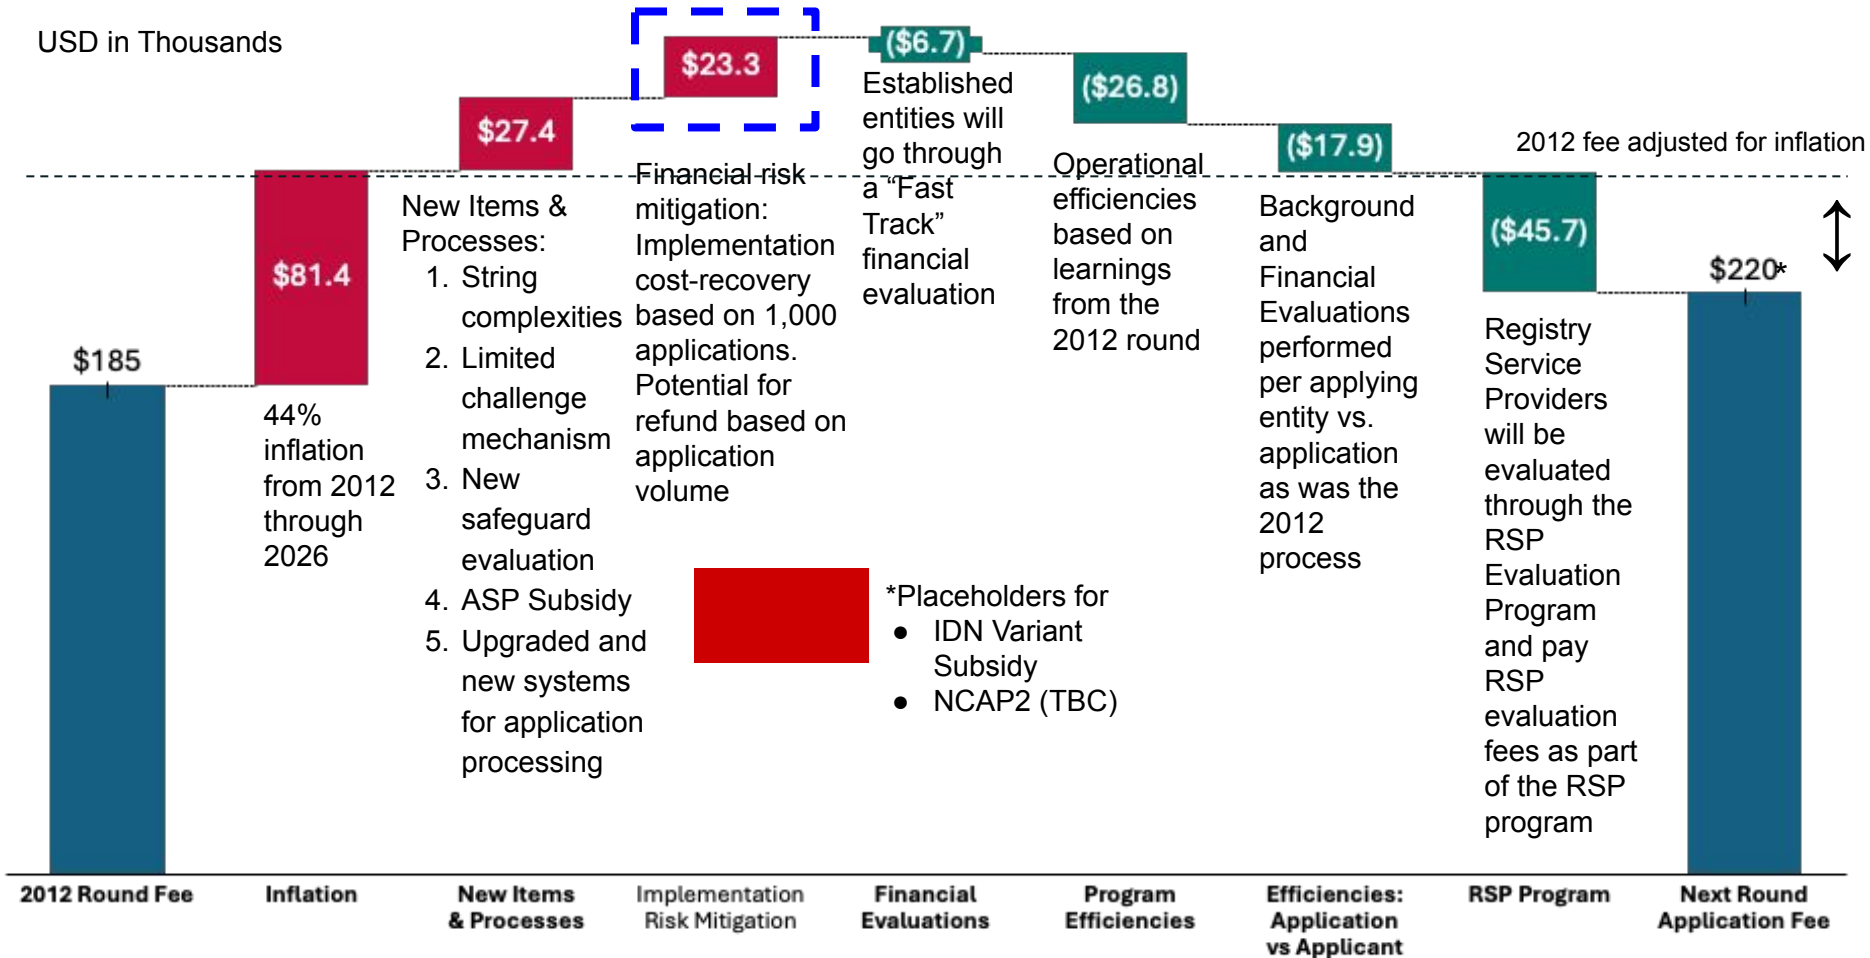 USD in Thousands
$185
$81.4
$27.4
$23.3
($6.7)
($26.8)
($17.9)
($45.7)
$220*
2012 fee adjusted for inflation
44%
inflation
from 2012
through
2026
New Items &
Processes:
1. String
complexities
2. Limited
challenge
mechanism
3. New
safeguard
evaluation
4. ASP Subsidy
5. Upgraded and
new systems
for application
processing
Financial risk
mitigation:
Implementation
cost-recovery
based on 1,000
applications.
Potential for
refund based on
application
volume
Established
entities will
go through
a “Fast
Track”
financial
evaluation
Operational
efficiencies
based on
learnings
from the
2012 round
Background
and
Financial
Evaluations
performed
per applying
entity vs.
application
as was the
2012
process
Registry
Service
Providers
will be
evaluated
through the
RSP
Evaluation
Program
and pay
RSP
evaluation
fees as part
of the RSP
program
*Placeholders for
● IDN Variant
Subsidy
● NCAP2 (TBC)
2012 Round Fee
Inflation
New Items
& Processes
Implementation
Risk Mitigation
Financial
Evaluations
Program
Efficiencies
Efficiencies:
Application
vs Applicant
RSP Program
Next Round
Application Fee